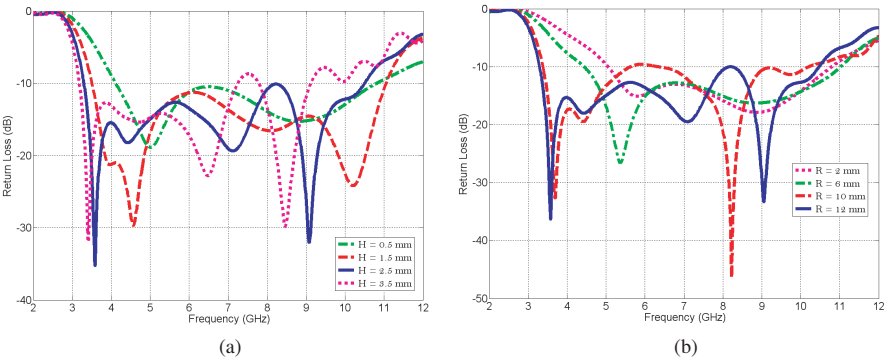 0
-10
-20
-30
-40
2 3 4 5 6 7 8 9 10 11 12
Return Loss (dB)
Frequency (GHz)
H = 0.5 mm
H = 1.5 mm
H = 2.5 mm
H = 3.5 mm
(a)
0
-10
-20
-30
-40
-50
2 3 4 5 6 7 8 9 10 11 12
Return Loss (dB)
Frequency (GHz)
R = 2 mm
R = 6 mm
R = 10 mm
R = 12 mm
(b)